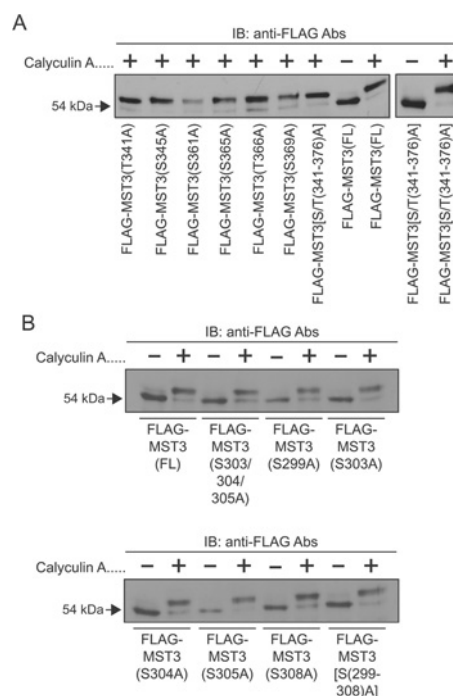 A
IB: anti-FLAG Abs
Calyculin A..... + + + + + + + − + − +
54 kDa
FLAG-MST3(T341A)
FLAG-MST3(S345A)
FLAG-MST3(S361A)
FLAG-MST3(S365A)
FLAG-MST3(T366A)
FLAG-MST3(S369A)
FLAG-MST3[S/T(341-376)A]
FLAG-MST3(FL)
FLAG-MST3(FL)
FLAG-MST3[S/T(341-376)A]
FLAG-MST3[S/T(341-376)A]
B
IB: anti-FLAG Abs
Calyculin A..... − + − + − + − +
54 kDa
FLAG- FLAG- FLAG- FLAG-
MST3 MST3 MST3 MST3
(FL) (S303/ (S299A) (S303A)
304/
305A)
IB: anti-FLAG Abs
Calyculin A..... − + − + − + − +
54 kDa
FLAG- FLAG- FLAG- FLAG-
MST3 MST3 MST3 MST3
(S304A) (S305A) (S308A) [S(299-
308)A]